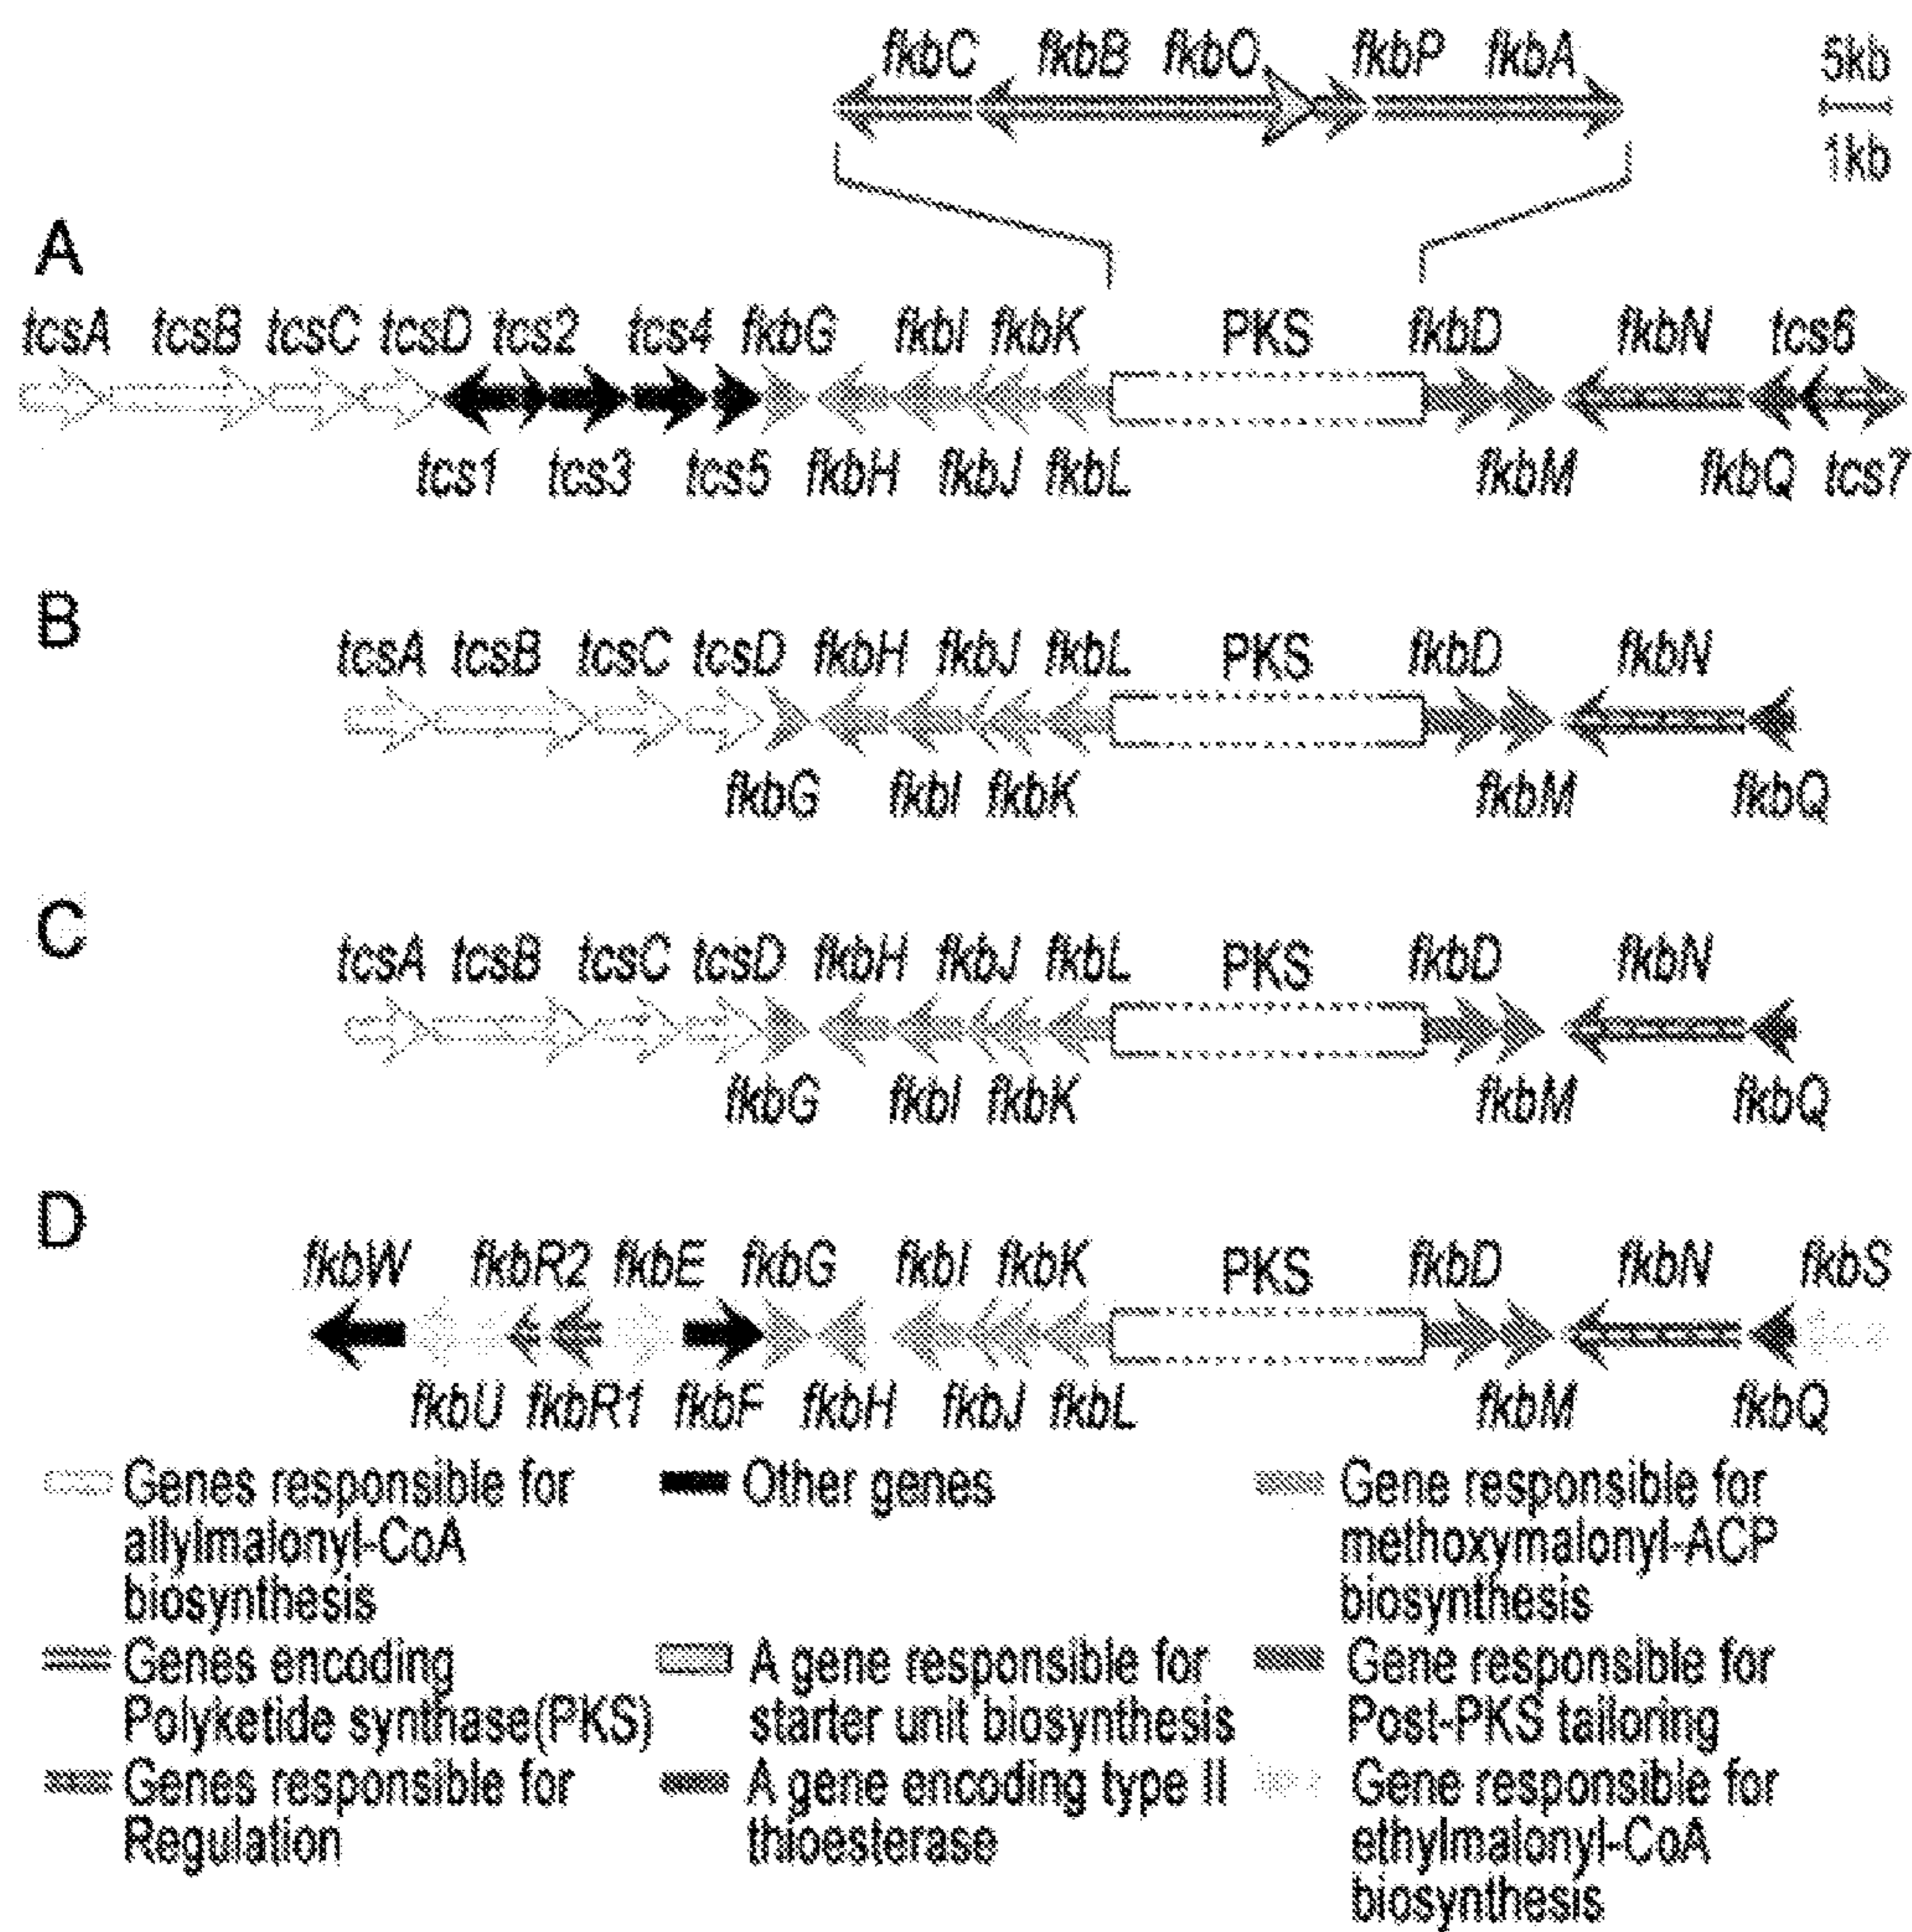 fkbC fkbB fkbO fkbP fkbA
5kb
1kb
A
tcsA tcsB tcsC tcsD tcs2 tcs4 fkbG fkbI fkbK PKS fkbD fkbN tcs6
tcs1 tcs3 tcs5 fkbH fkbJ fkbL fkbM fkbQ tcs7
B
tcsA tcsB tcsC tcsD fkbH fkbJ fkbL PKS fkbD fkbN
fkbG fkbI fkbK fkbM fkbQ
C
tcsA tcsB tcsC tcsD fkbH fkbJ fkbL PKS fkbD fkbN
fkbG fkbI fkbK fkbM fkbQ
D
fkbW fkbR2 fkbE fkbG fkbI fkbK PKS fkbD fkbN fkbS
fkbU fkbR1 fkbF fkbH fkbJ fkbL fkbM fkbQ
Genes responsible for
allylmalonyl-CoA
biosynthesis
Other genes
Gene responsible for
methoxymalonyl-ACP
biosynthesis
Genes encoding
Polyketide synthase(PKS)
A gene responsible for
starter unit biosynthesis
Gene responsible for
Post-PKS tailoring
Genes responsible for
Regulation
A gene encoding type II
thioesterase
Gene responsible for
ethylmalonyl-CoA
biosynthesis